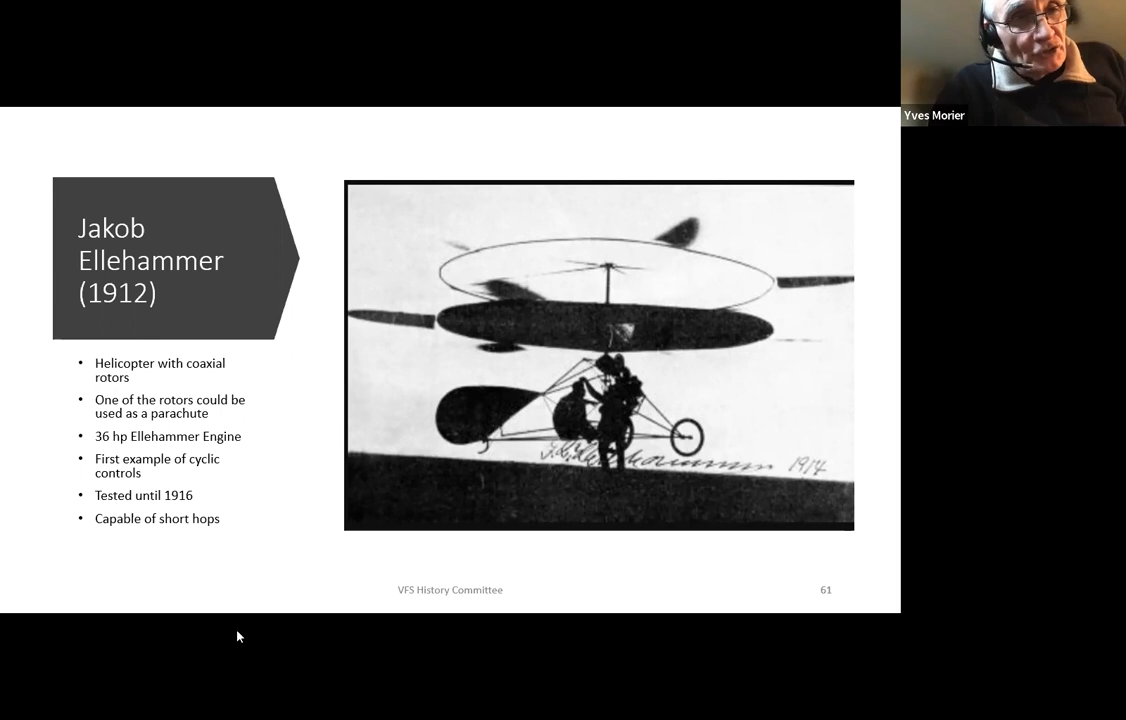 Yves Morier
Jakob
Ellehammer
(1912)
• Helicopter with coaxial
rotors
• One of the rotors could be
used as a parachute
• 36 hp Ellehammer Engine
• First example of cyclic
controls
• Tested until 1916
• Capable of short hops
1914
VFS History Committee
61